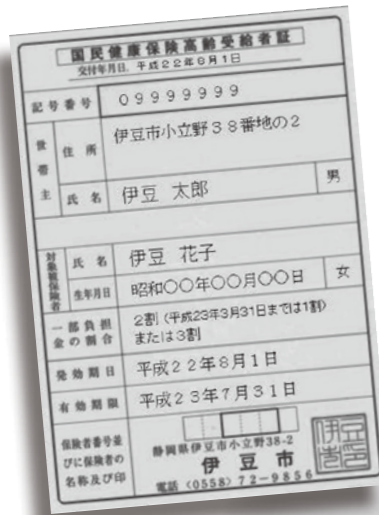 国民健康保険高齢受給者証
交付年月日 平成22年8月1日
記号番号 09999999
世帯主 住所 伊豆市小立野38番地の2
氏名 伊豆 太郎 男
対象被保険者 氏名 伊豆 花子
生年月日 昭和〇〇年〇〇月〇〇日 女
一部負担金の割合 2割(平成23年3月31日までは1割)
または3割
発効期日 平成22年8月1日
有効期限 平成23年7月31日
保険者番号並びに保険者の名称及び印
静岡県伊豆市小立野38-2
伊豆市
電話(0558)72-9856